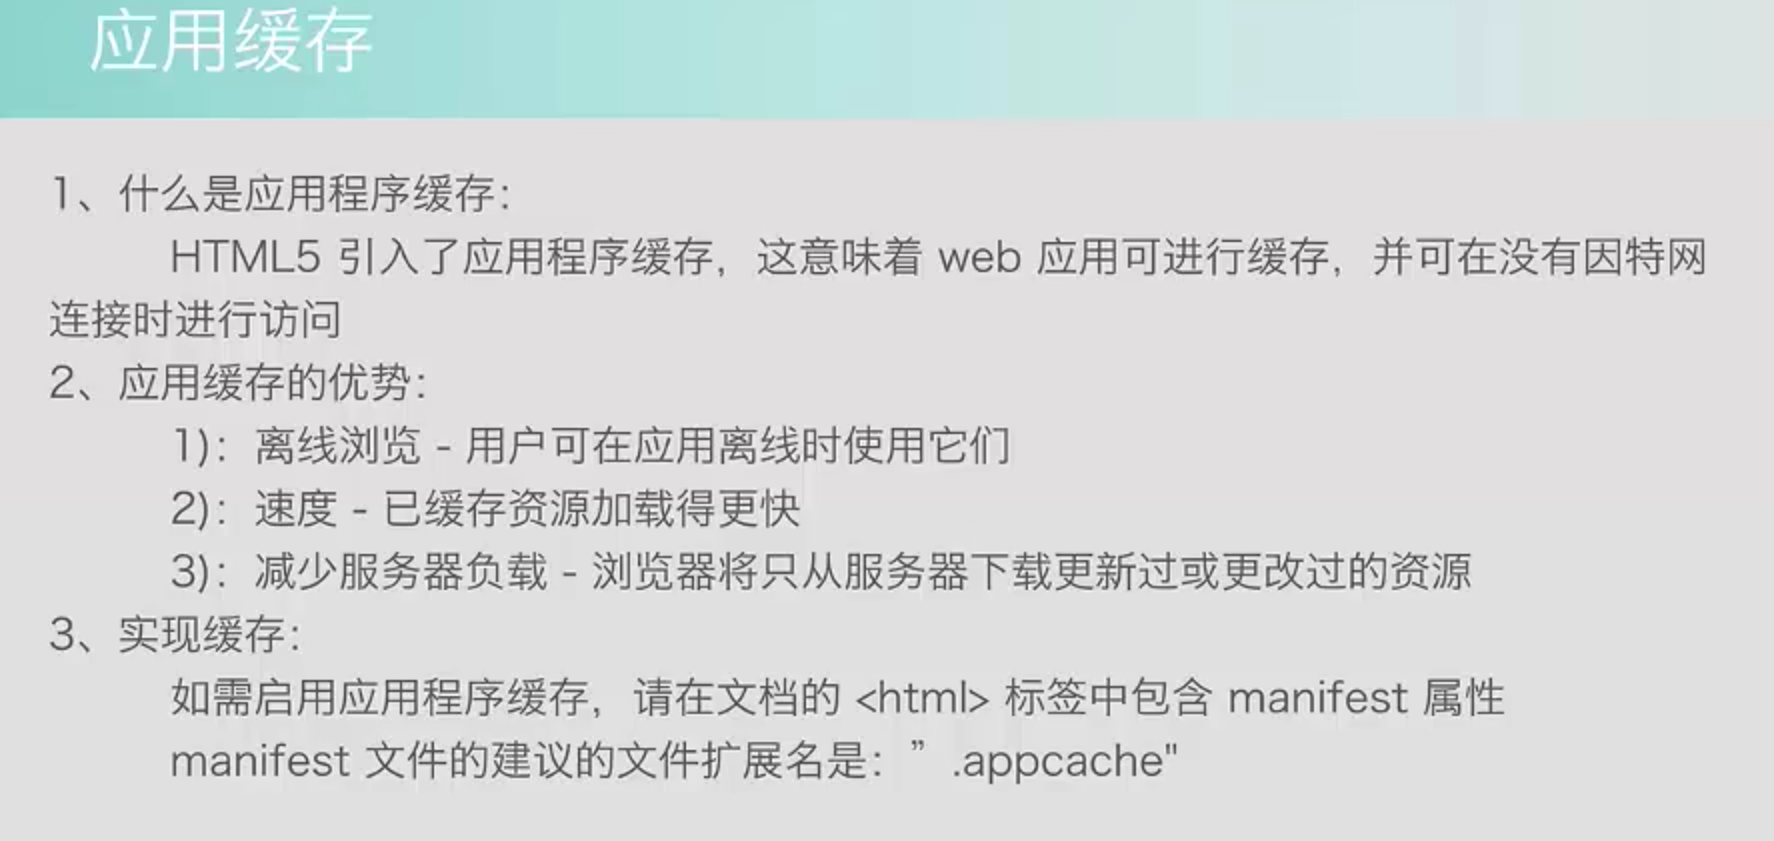 应用缓存
1、什么是应用程序缓存：
HTML5 引入了应用程序缓存，这意味着 web 应用可进行缓存，并可在没有因特网
连接时进行访问
2、应用缓存的优势：
1)：离线浏览 - 用户可在应用离线时使用它们
2)：速度 - 已缓存资源加载得更快
3)：减少服务器负载 - 浏览器将只从服务器下载更新过或更改过的资源
3、实现缓存：
如需启用应用程序缓存，请在文档的 <html> 标签中包含 manifest 属性
manifest 文件的建议的文件扩展名是：” .appcache"